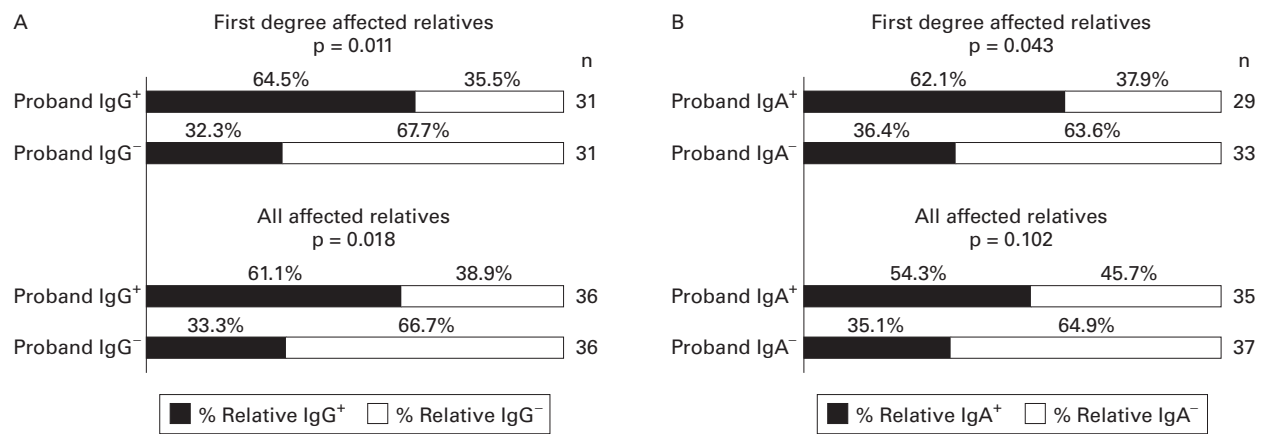 A
First degree affected relatives
p = 0.011
n
64.5% 35.5%
Proband IgG⁺ 31
32.3% 67.7%
Proband IgG⁻ 31
All affected relatives
p = 0.018
61.1% 38.9%
Proband IgG⁺ 36
33.3% 66.7%
Proband IgG⁻ 36
% Relative IgG⁺ % Relative IgG⁻
B
First degree affected relatives
p = 0.043
n
62.1% 37.9%
Proband IgA⁺ 29
36.4% 63.6%
Proband IgA⁻ 33
All affected relatives
p = 0.102
54.3% 45.7%
Proband IgA⁺ 35
35.1% 64.9%
Proband IgA⁻ 37
% Relative IgA⁺ % Relative IgA⁻